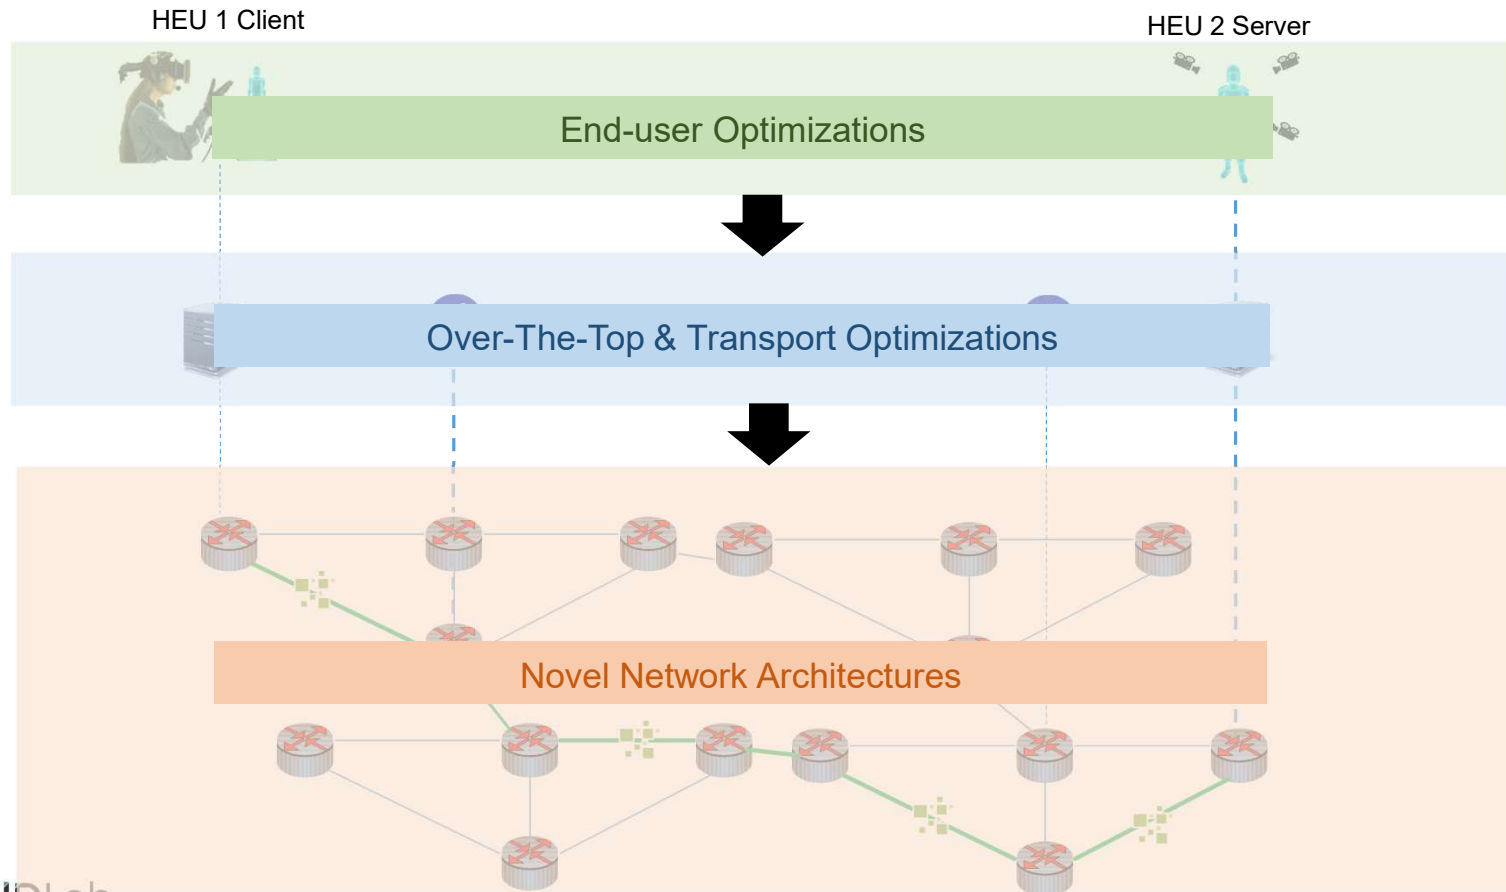 HEU 1 Client
HEU 2 Server
End-user Optimizations
Over-The-Top & Transport Optimizations
Novel Network Architectures